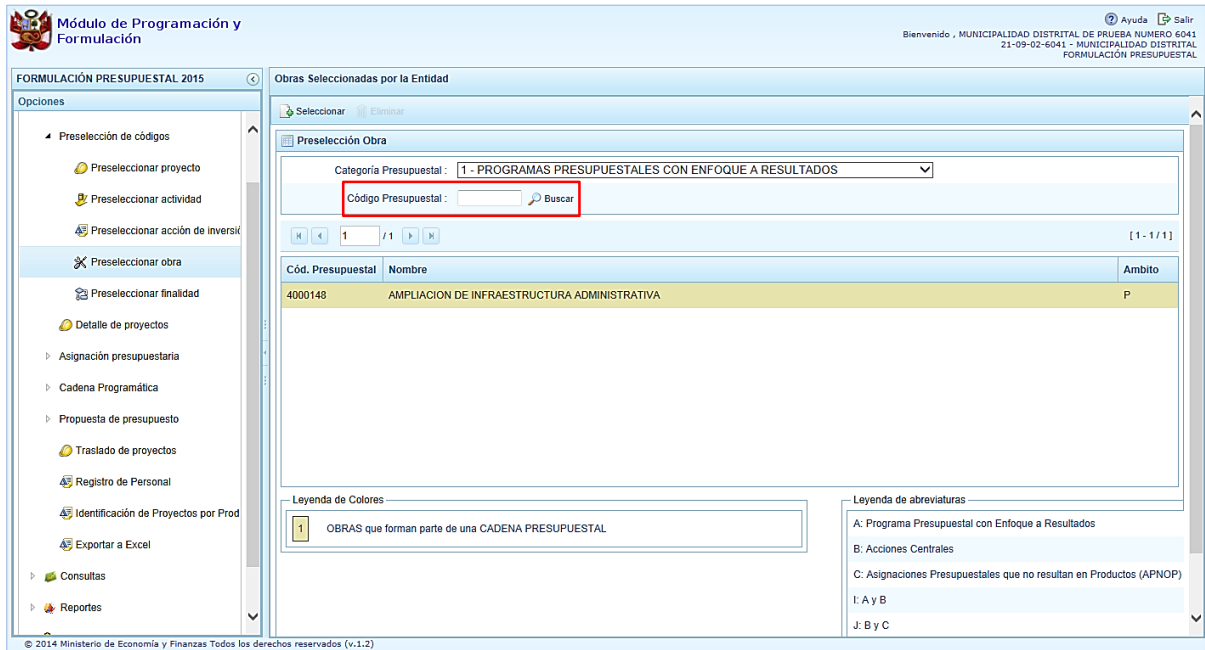 Módulo de Programación y
Formulación
Ayuda Salir
Bienvenido , MUNICIPALIDAD DISTRITAL DE PRUEBA NUMERO 6041
21-09-02-6041 - MUNICIPALIDAD DISTRITAL
FORMULACIÓN PRESUPUESTAL
FORMULACIÓN PRESUPUESTAL 2015
Opciones
Preselección de códigos
Preseleccionar proyecto
Preseleccionar actividad
Preseleccionar acción de inversió
Preseleccionar obra
Preseleccionar finalidad
Detalle de proyectos
Asignación presupuestaria
Cadena Programática
Propuesta de presupuesto
Traslado de proyectos
Registro de Personal
Identificación de Proyectos por Prod
Exportar a Excel
Consultas
Reportes
Obras Seleccionadas por la Entidad
Seleccionar Eliminar
Preselección Obra
Categoría Presupuestal : 1 - PROGRAMAS PRESUPUESTALES CON ENFOQUE A RESULTADOS
Código Presupuestal : Buscar
1 / 1 [ 1 - 1 / 1 ]
Cód. Presupuestal Nombre Ambito
4000148 AMPLIACION DE INFRAESTRUCTURA ADMINISTRATIVA P
Leyenda de Colores
1 OBRAS que forman parte de una CADENA PRESUPUESTAL
Leyenda de abreviaturas
A: Programa Presupuestal con Enfoque a Resultados
B: Acciones Centrales
C: Asignaciones Presupuestales que no resultan en Productos (APNOP)
I: A y B
J: B y C
© 2014 Ministerio de Economía y Finanzas Todos los derechos reservados (v.1.2)